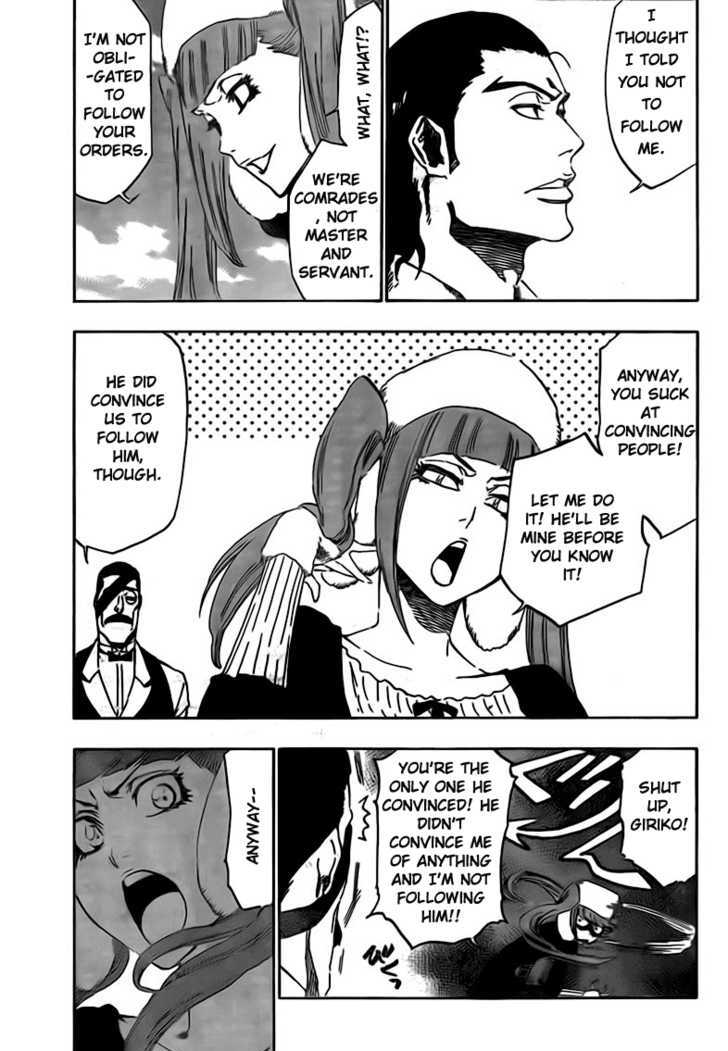 I
THOUGHT
I TOLD
YOU NOT
TO
FOLLOW
ME.
WHAT, WHAT!?
WE'RE
COMRADES
, NOT
MASTER
AND
SERVANT.
I'M NOT
OBLI-
-GATED
TO
FOLLOW
YOUR
ORDERS.
ANYWAY,
YOU SUCK
AT
CONVINCING
PEOPLE!
LET ME DO
IT! HE'LL BE
MINE BEFORE
YOU KNOW
IT!
HE DID
CONVINCE
US TO
FOLLOW
HIM,
THOUGH.
SHUT
UP,
GIRIKO!
YOU'RE THE
ONLY ONE HE
CONVINCED! HE
DIDN'T
CONVINCE ME
OF ANYTHING
AND I'M NOT
FOLLOWING
HIM!!
ANYWAY--